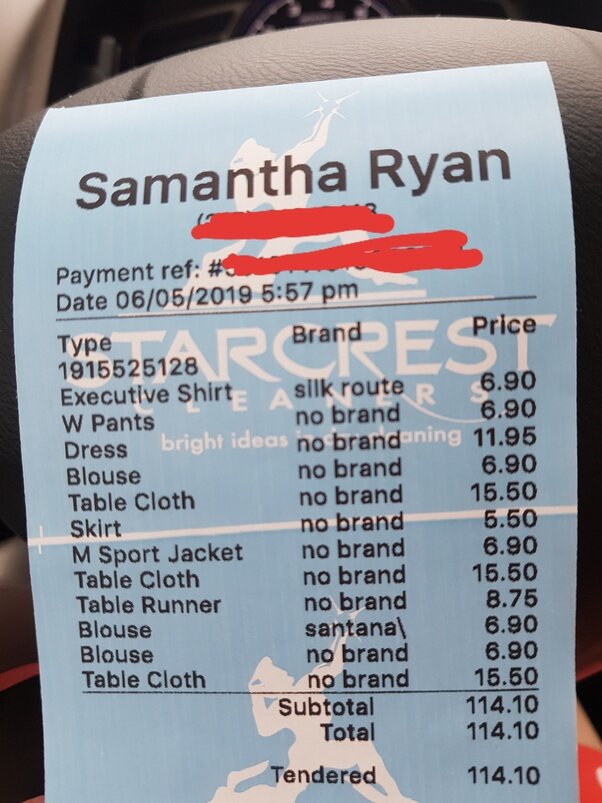 Samantha Ryan
Payment ref: #
Date 06/05/2019 5:57 pm
Type Brand Price
1915525128
STARCREST
Executive Shirt silk route 6.90
CLEANERS
W Pants no brand 6.90
Dress no brand 11.95
bright ideas in drycleaning
Blouse no brand 6.90
Table Cloth no brand 15.50
Skirt no brand 5.50
M Sport Jacket no brand 6.90
Table Cloth no brand 15.50
Table Runner no brand 8.75
Blouse santana\ 6.90
Blouse no brand 6.90
Table Cloth no brand 15.50
Subtotal 114.10
Total 114.10
Tendered 114.10